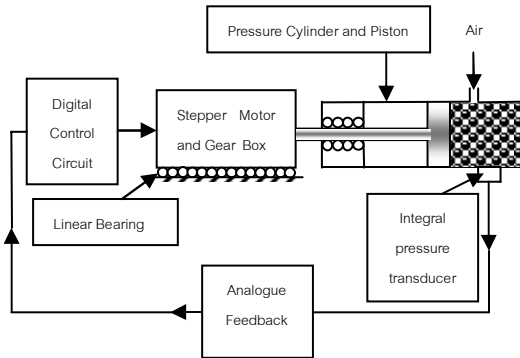 Pressure Cylinder and Piston
Air
Digital
Control
Circuit
Stepper Motor
and Gear Box
Linear Bearing
Integral
pressure
transducer
Analogue
Feedback